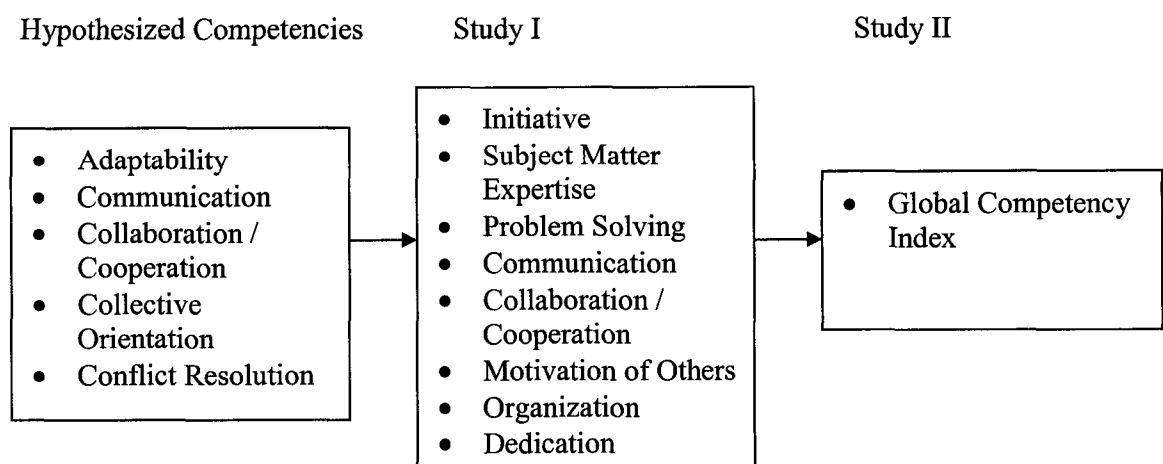 Hypothesized Competencies
Study I
Study II
• Adaptability
• Communication
• Collaboration /
Cooperation
• Collective
Orientation
• Conflict Resolution
• Initiative
• Subject Matter
Expertise
• Problem Solving
• Communication
• Collaboration /
Cooperation
• Motivation of Others
• Organization
• Dedication
• Global Competency
Index